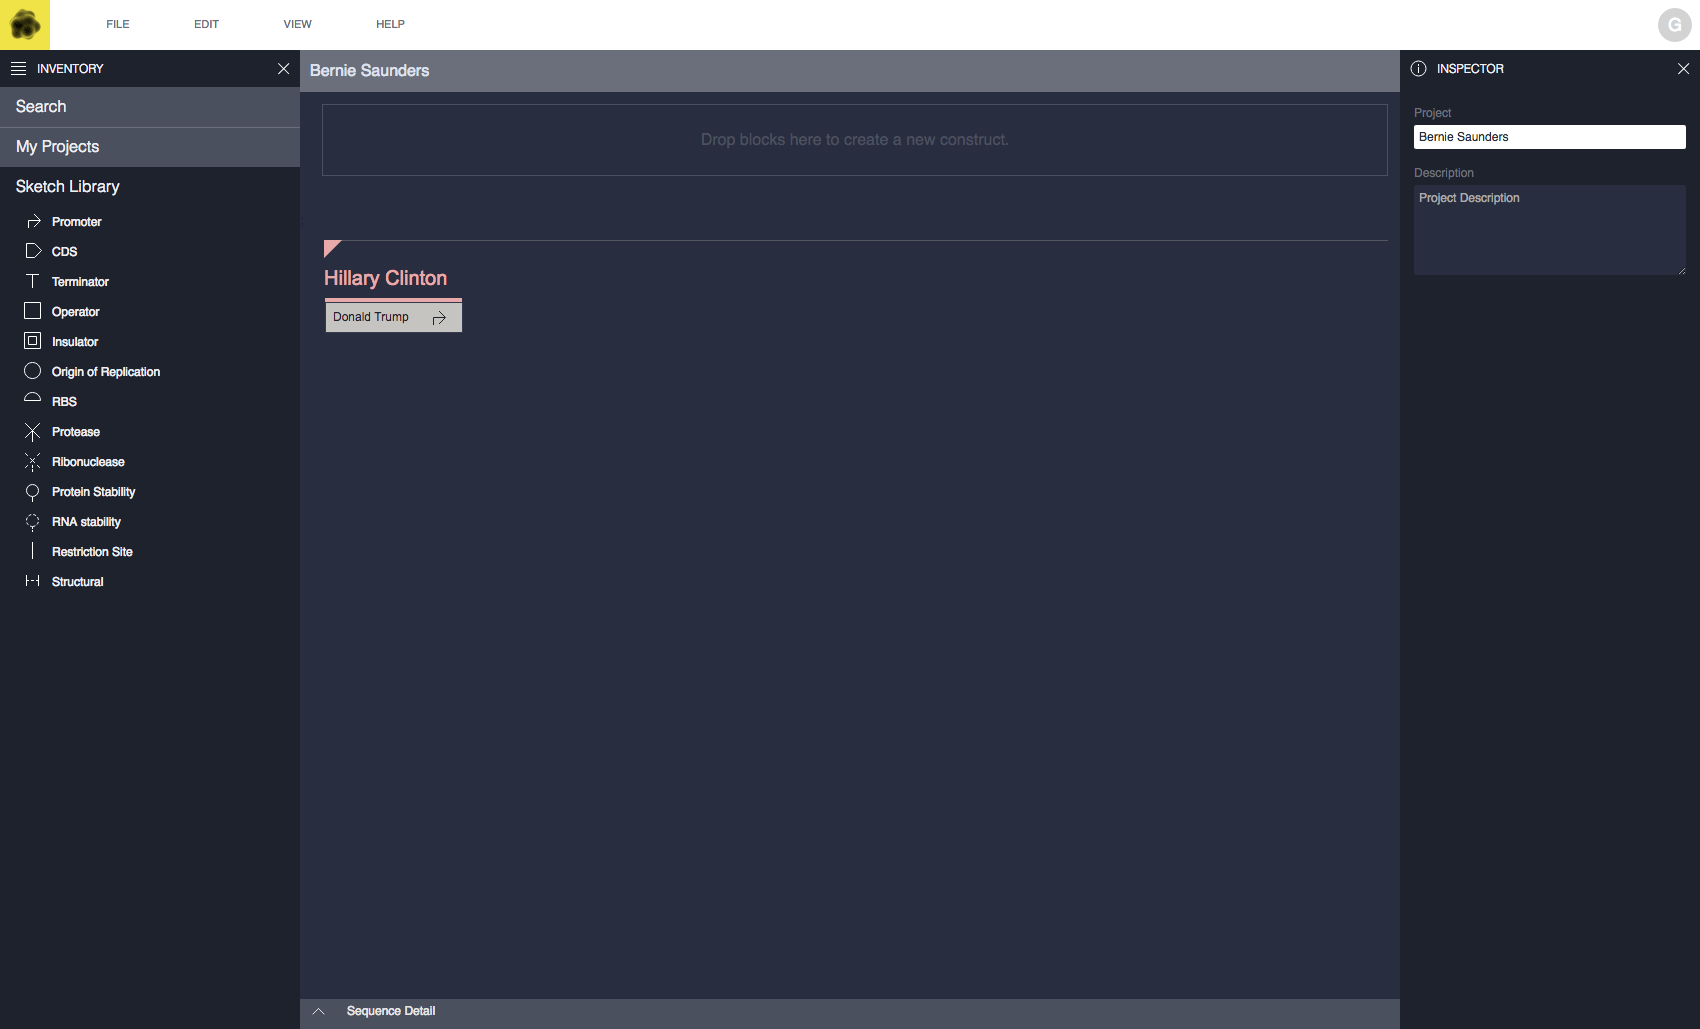 FILE EDIT VIEW HELP
G
INVENTORY
Search
My Projects
Sketch Library
Promoter
CDS
Terminator
Operator
Insulator
Origin of Replication
RBS
Protease
Ribonuclease
Protein Stability
RNA stability
Restriction Site
Structural
Bernie Saunders
Drop blocks here to create a new construct.
Hillary Clinton
Donald Trump
Sequence Detail
INSPECTOR
Project
Bernie Saunders
Description
Project Description